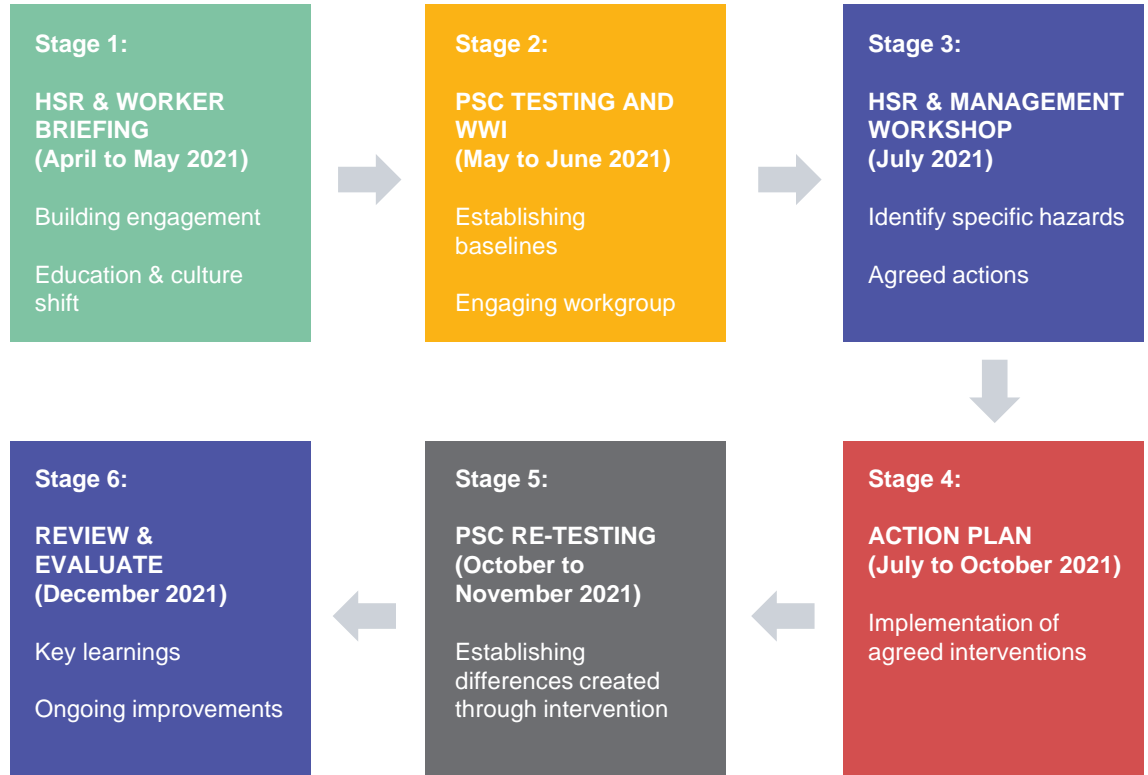 Stage 1:
HSR & WORKER
BRIEFING
(April to May 2021)
Building engagement
Education & culture
shift
Stage 2:
PSC TESTING AND
WWI
(May to June 2021)
Establishing
baselines
Engaging workgroup
Stage 3:
HSR & MANAGEMENT
WORKSHOP
(July 2021)
Identify specific hazards
Agreed actions
Stage 4:
ACTION PLAN
(July to October 2021)
Implementation of
agreed interventions
Stage 5:
PSC RE-TESTING
(October to
November 2021)
Establishing
differences created
through intervention
Stage 6:
REVIEW &
EVALUATE
(December 2021)
Key learnings
Ongoing improvements